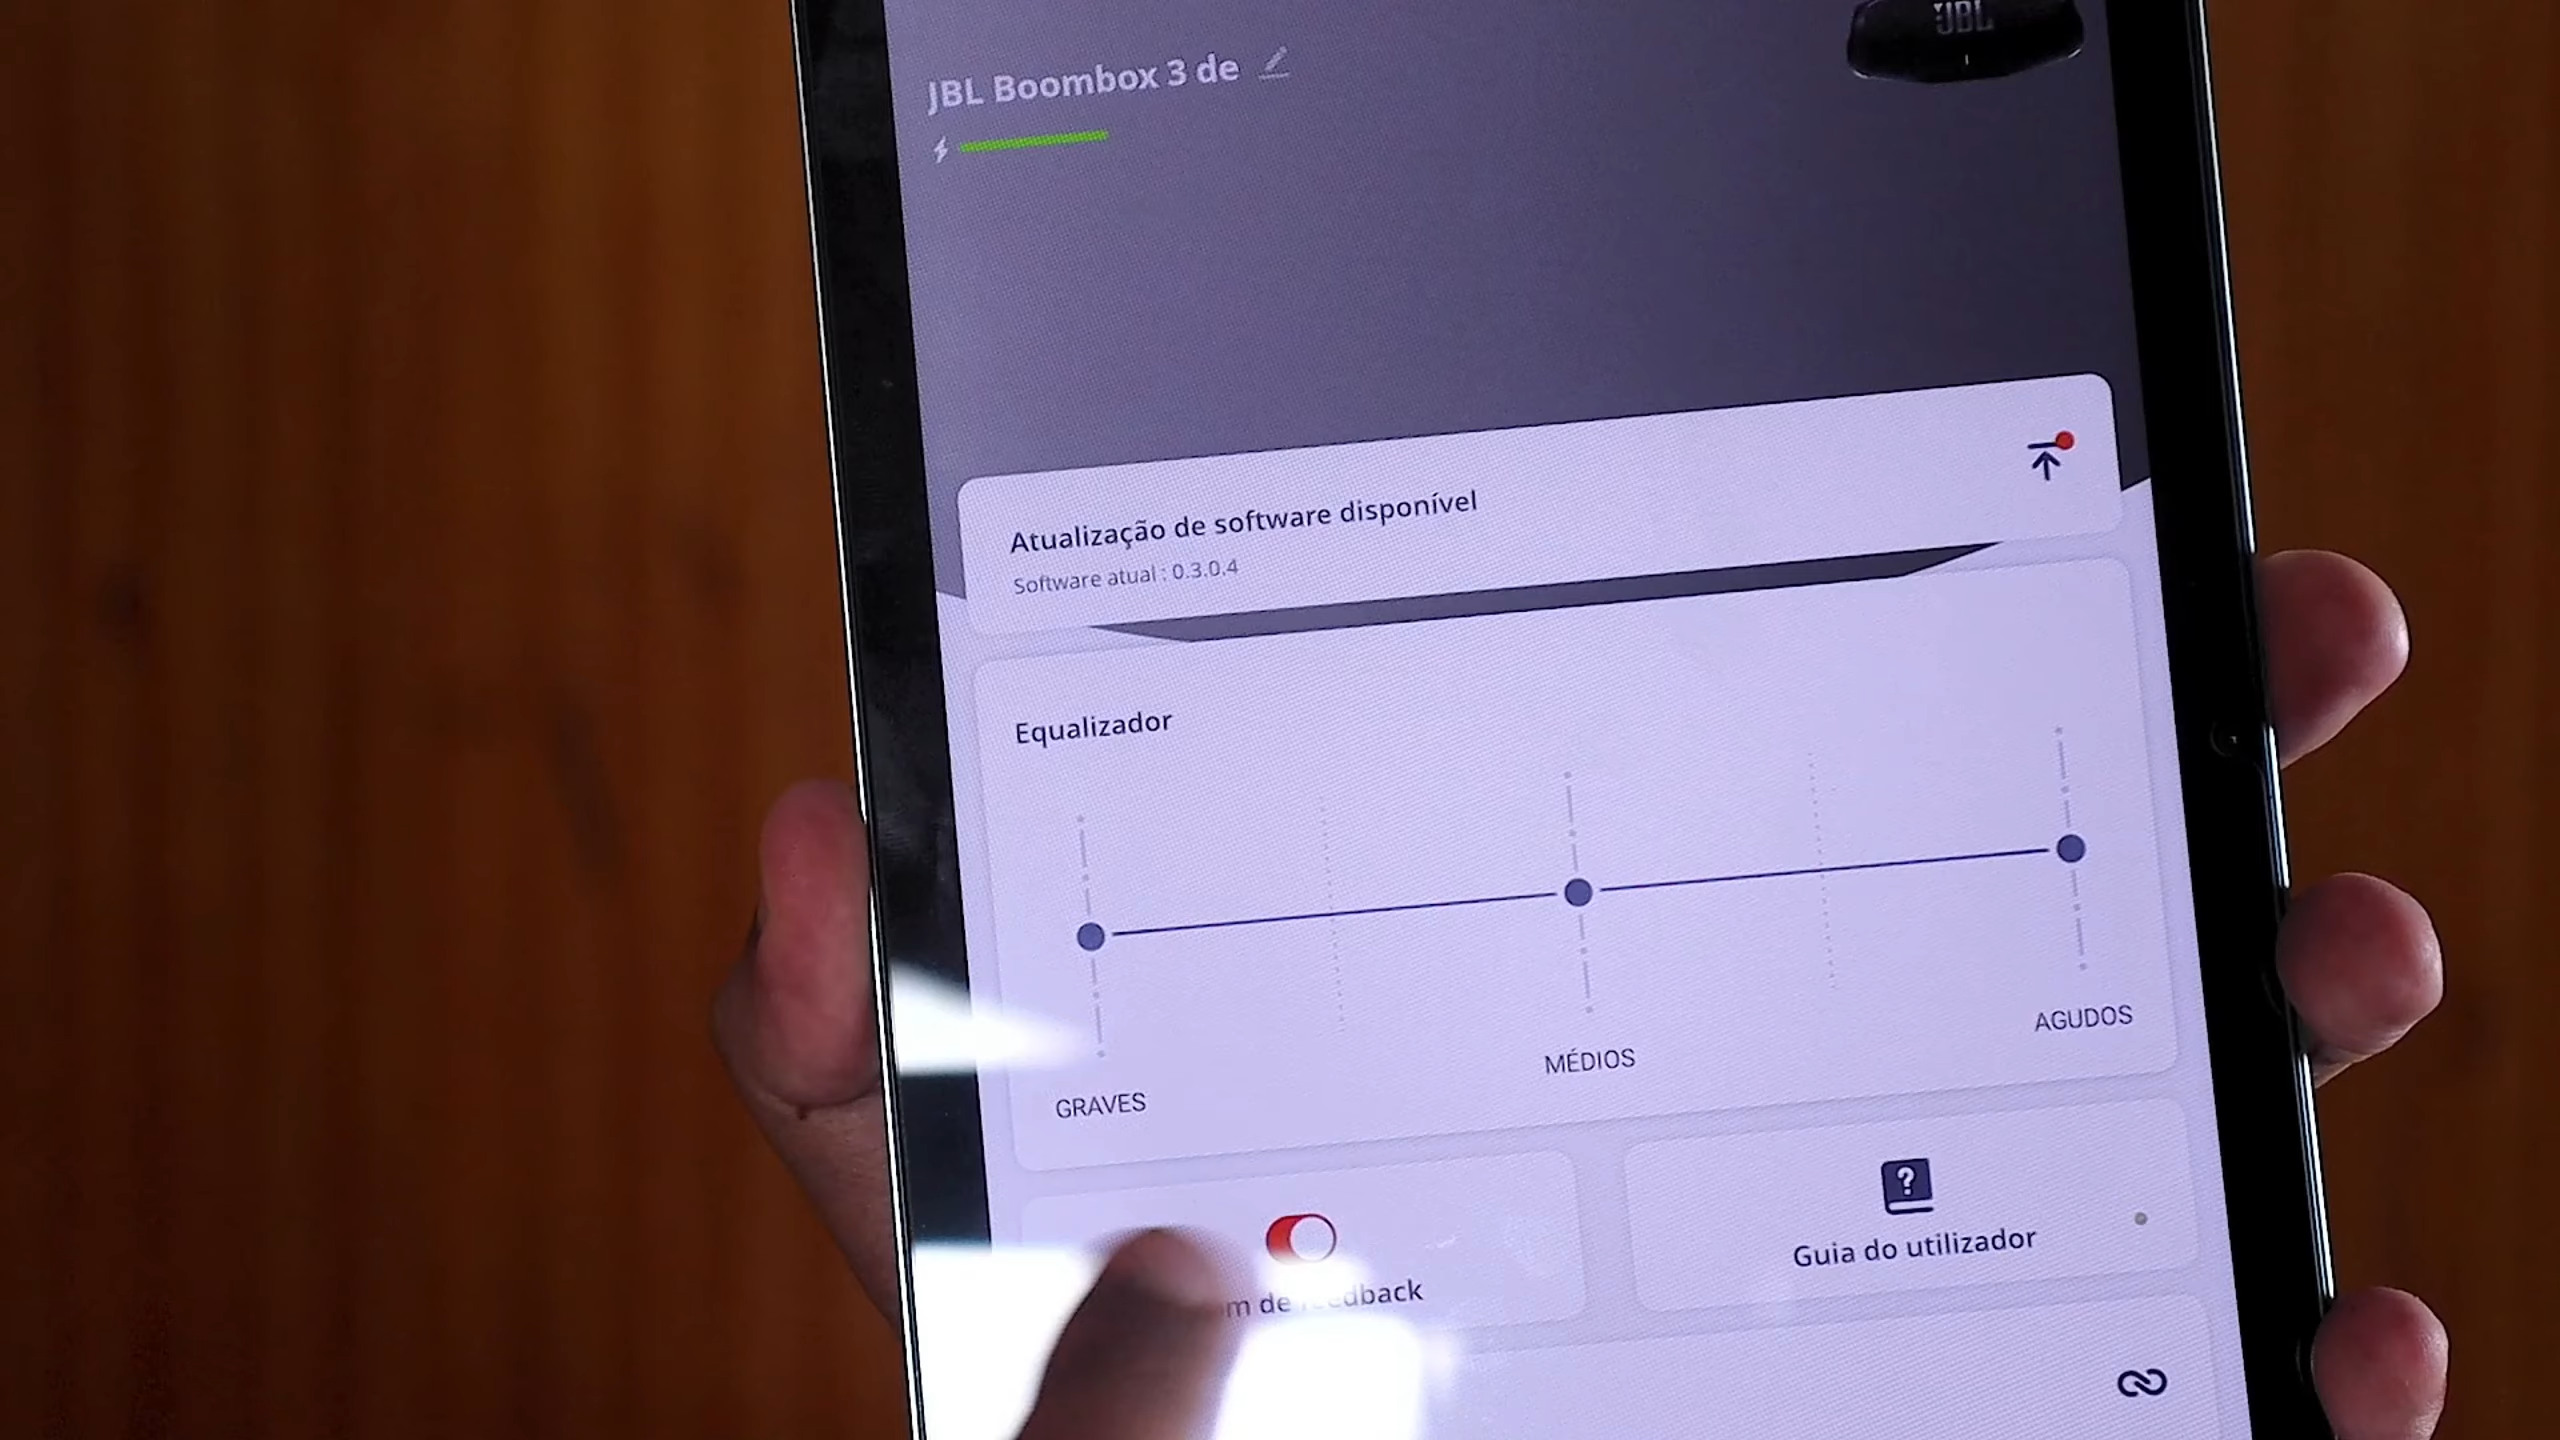 JBL
JBL Boombox 3 de
Atualização de software disponível
Software atual : 0.3.0.4
Equalizador
GRAVES
MÉDIOS
AGUDOS
de feedback
Guia do utilizador